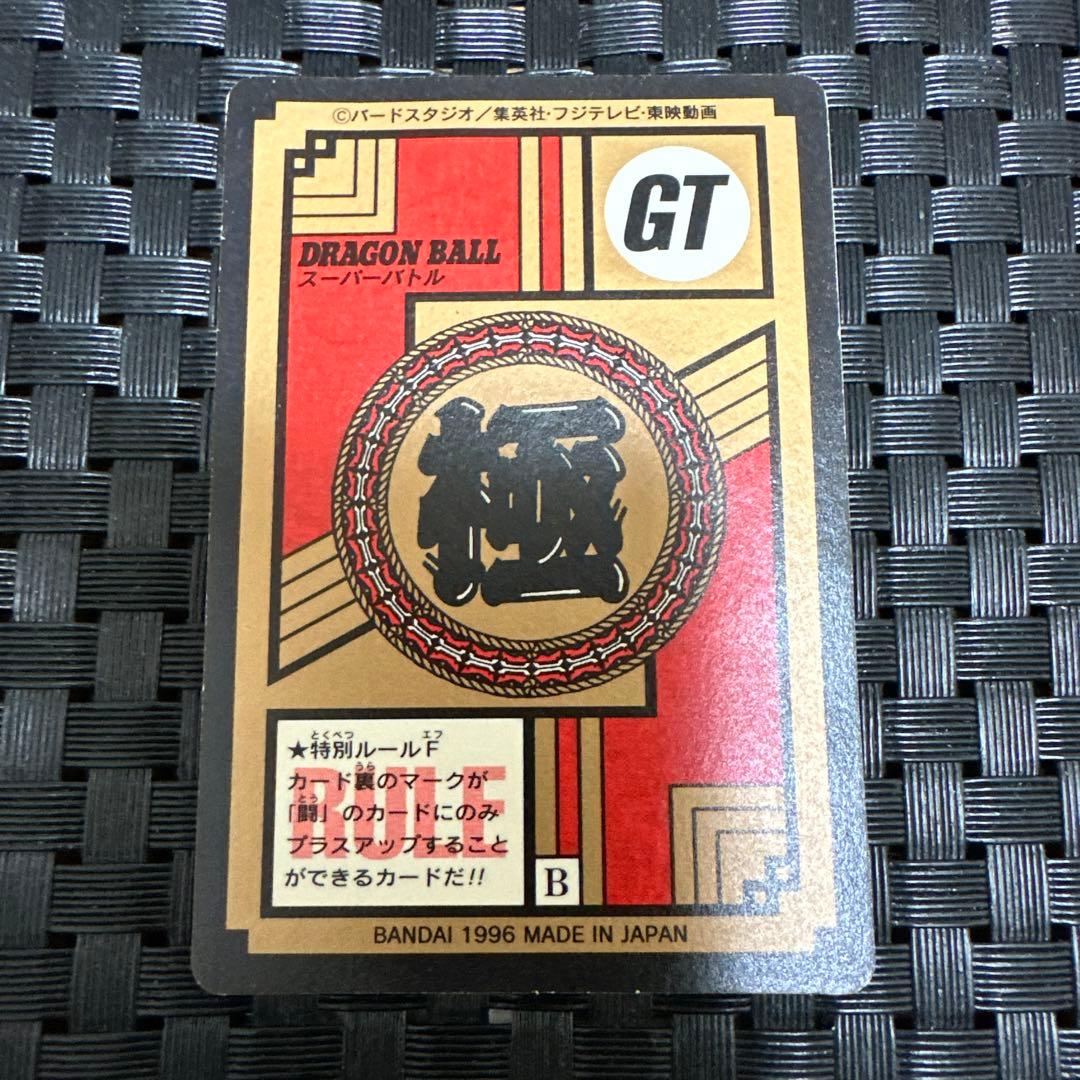 ©バードスタジオ/集英社・フジテレビ・東映動画
GT
DRAGON BALL
スーパーバトル
極
★特別ルールF
とくべつ エフ
カード裏のマークが
うら
「闘」のカードにのみ
とう
プラスアップすること
ができるカードだ!!
RULE
B
BANDAI 1996 MADE IN JAPAN